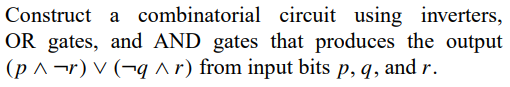 Construct a combinatorial circuit using inverters,
OR gates, and AND gates that produces the output
(p ∧ ¬r) ∨ (¬q ∧ r) from input bits p, q, and r.